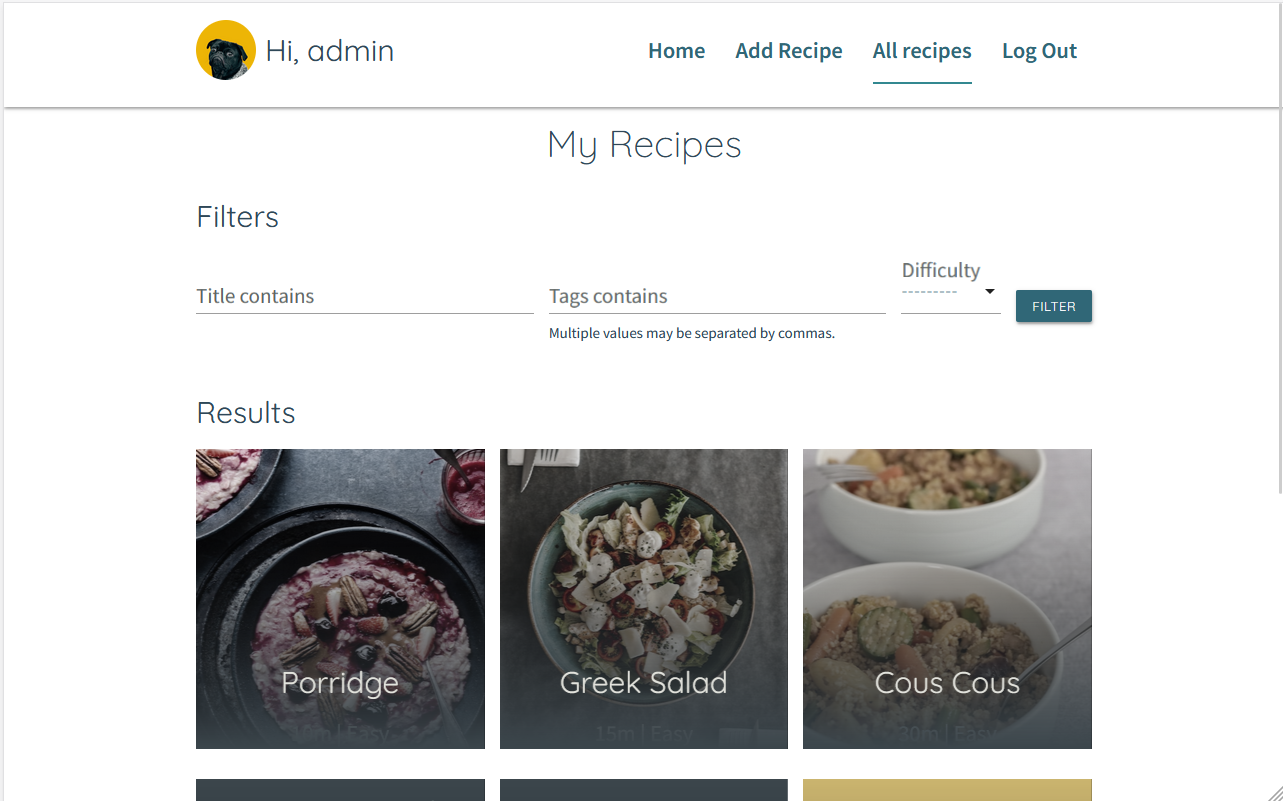 Hi, admin
Home Add Recipe All recipes Log Out
My Recipes
Filters
Title contains
Tags contains
Difficulty
---------
FILTER
Multiple values may be separated by commas.
Results
Porridge
10m | Easy
Greek Salad
15m | Easy
Cous Cous
30m | Easy